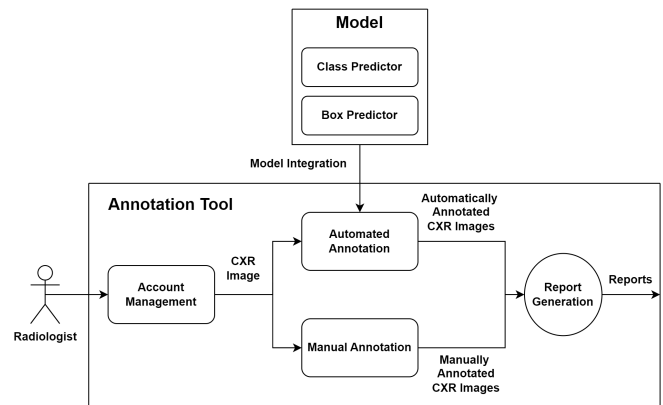 Model
Class Predictor
Box Predictor
Model Integration
Annotation Tool
Automatically
Annotated
CXR Images
Automated
Annotation
CXR
Image
Account
Management
Report
Generation
Reports
Radiologist
Manual Annotation
Manually
Annotated
CXR Images